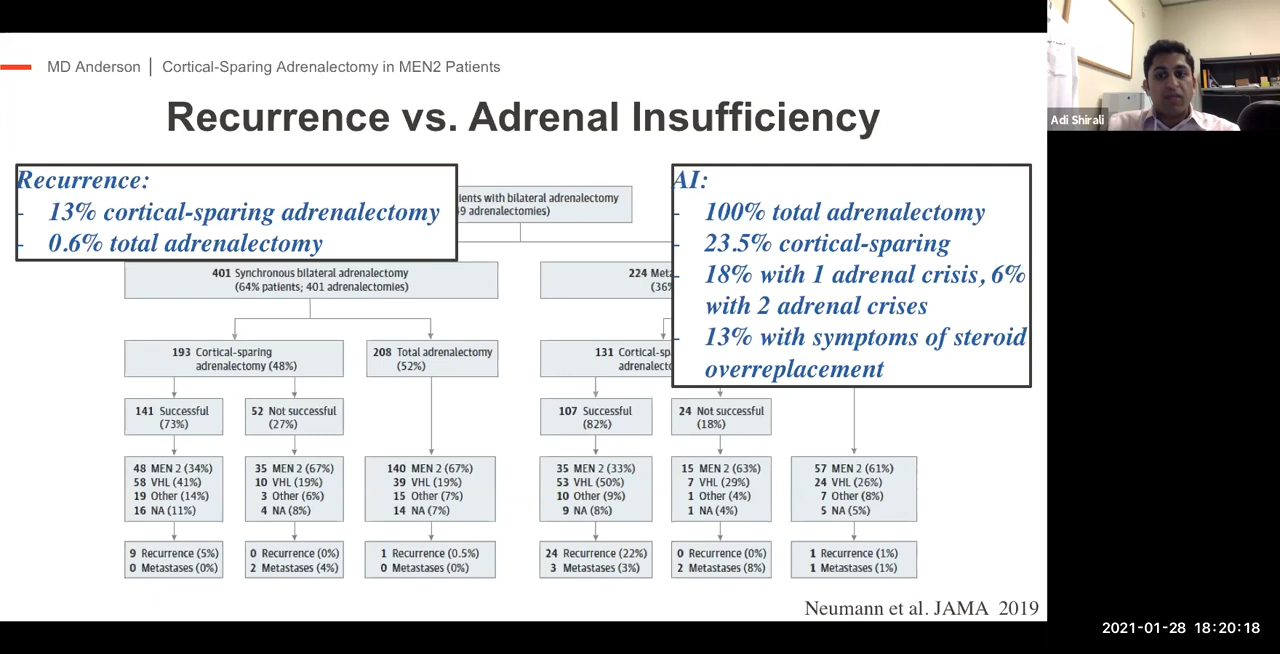 MD Anderson | Cortical-Sparing Adrenalectomy in MEN2 Patients
Adi Shirali
Recurrence vs. Adrenal Insufficiency
Recurrence:
- 13% cortical-sparing adrenalectomy
- 0.6% total adrenalectomy
with bilateral adrenalectomy
adrenalectomies)
AI:
- 100% total adrenalectomy
- 23.5% cortical-sparing
- 18% with 1 adrenal crisis, 6%
with 2 adrenal crises
- 13% with symptoms of steroid
overreplacement
401 Synchronous bilateral adrenalectomy
(64% patients; 401 adrenalectomies)
224
193 Cortical-sparing
adrenalectomy (48%)
208 Total adrenalectomy
(52%)
131
141 Successful
(73%)
52 Not successful
(27%)
107 Successful
(82%)
24 Not successful
(18%)
48 MEN 2 (34%)
58 VHL (41%)
19 Other (14%)
16 NA (11%)
35 MEN 2 (67%)
10 VHL (19%)
3 Other (6%)
4 NA (8%)
140 MEN 2 (67%)
39 VHL (19%)
15 Other (7%)
14 NA (7%)
35 MEN 2 (33%)
53 VHL (50%)
10 Other (9%)
9 NA (8%)
15 MEN 2 (63%)
7 VHL (29%)
1 Other (4%)
1 NA (4%)
57 MEN 2 (61%)
24 VHL (26%)
7 Other (8%)
5 NA (5%)
9 Recurrence (5%)
0 Metastases (0%)
0 Recurrence (0%)
2 Metastases (4%)
1 Recurrence (0.5%)
0 Metastases (0%)
24 Recurrence (22%)
3 Metastases (3%)
0 Recurrence (0%)
2 Metastases (8%)
1 Recurrence (1%)
1 Metastases (1%)
Neumann et al. JAMA 2019
2021-01-28 18:20:18